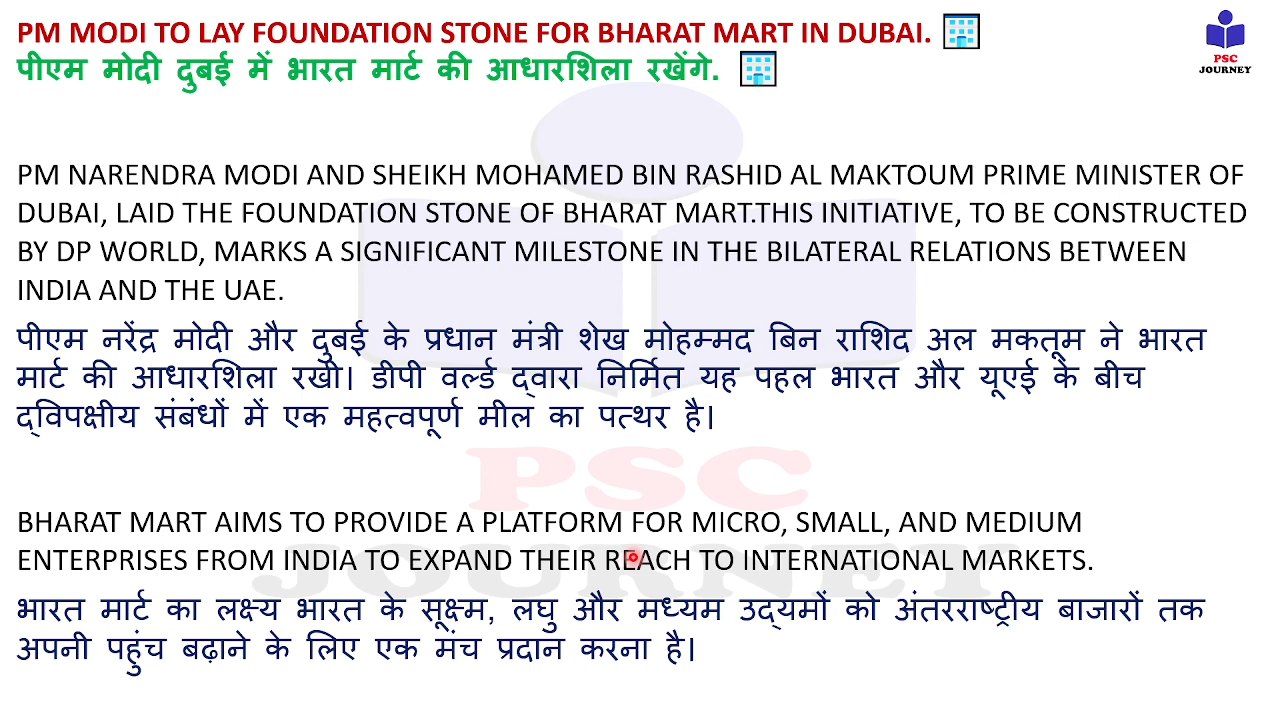 PM MODI TO LAY FOUNDATION STONE FOR BHARAT MART IN DUBAI.
पीएम मोदी दुबई में भारत मार्ट की आधारशिला रखेंगे.
PSC
JOURNEY
PM NARENDRA MODI AND SHEIKH MOHAMED BIN RASHID AL MAKTOUM PRIME MINISTER OF
DUBAI, LAID THE FOUNDATION STONE OF BHARAT MART.THIS INITIATIVE, TO BE CONSTRUCTED
BY DP WORLD, MARKS A SIGNIFICANT MILESTONE IN THE BILATERAL RELATIONS BETWEEN
INDIA AND THE UAE.
पीएम नरेंद्र मोदी और दुबई के प्रधान मंत्री शेख मोहम्मद बिन राशिद अल मकतूम ने भारत
मार्ट की आधारशिला रखी। डीपी वर्ल्ड द्वारा निर्मित यह पहल भारत और यूएई के बीच
द्विपक्षीय संबंधों में एक महत्वपूर्ण मील का पत्थर है।
PSC
JOURNEY
BHARAT MART AIMS TO PROVIDE A PLATFORM FOR MICRO, SMALL, AND MEDIUM
ENTERPRISES FROM INDIA TO EXPAND THEIR REACH TO INTERNATIONAL MARKETS.
भारत मार्ट का लक्ष्य भारत के सूक्ष्म, लघु और मध्यम उद्यमों को अंतरराष्ट्रीय बाजारों तक
अपनी पहुंच बढ़ाने के लिए एक मंच प्रदान करना है।